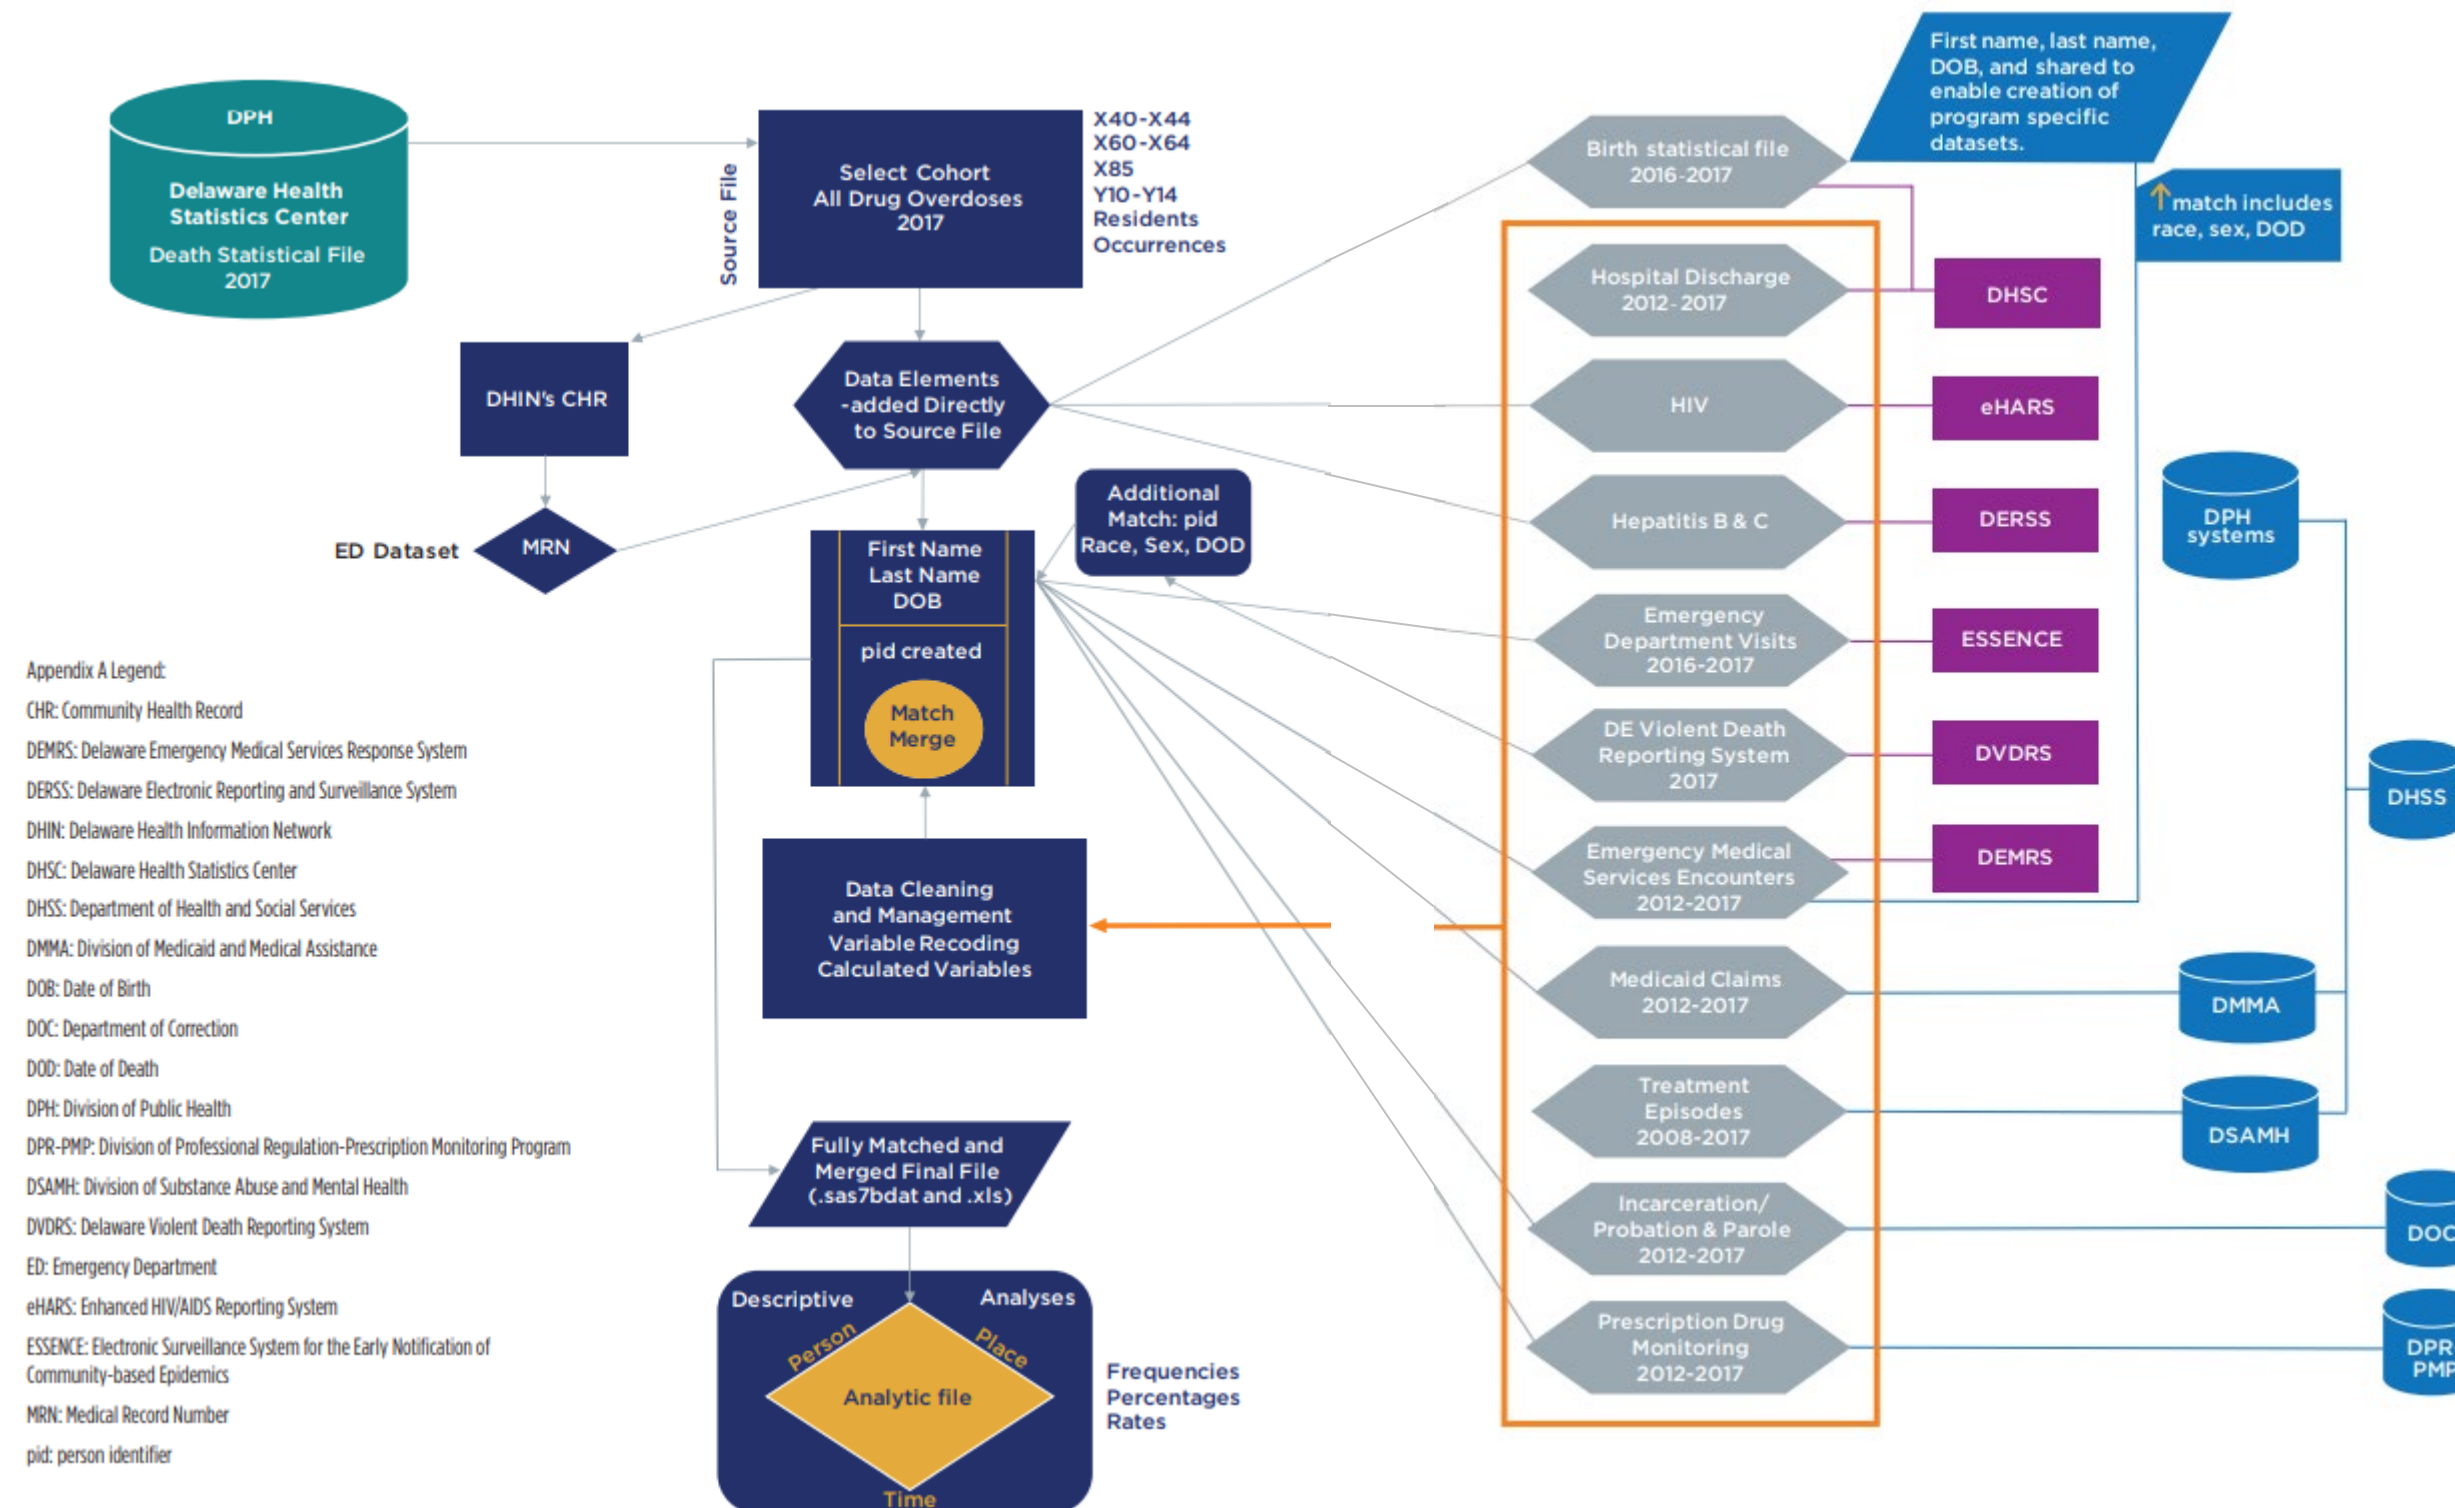 DPH
Delaware Health
Statistics Center
Death Statistical File
2017
Source File
Select Cohort
All Drug Overdoses
2017
X40-X44
X60-X64
X85
Y10-Y14
Residents
Occurrences
DHIN's CHR
Data Elements
-added Directly
to Source File
ED Dataset
MRN
First Name
Last Name
DOB
pid created
Match
Merge
Additional
Match: pid
Race, Sex, DOD
Data Cleaning
and Management
Variable Recoding
Calculated Variables
Fully Matched and
Merged Final File
(.sas7bdat and .xls)
Descriptive
Analyses
Person
Place
Analytic file
Time
Frequencies
Percentages
Rates
Birth statistical file
2016-2017
Hospital Discharge
2012-2017
HIV
Hepatitis B & C
Emergency
Department Visits
2016-2017
DE Violent Death
Reporting System
2017
Emergency Medical
Services Encounters
2012-2017
Medicaid Claims
2012-2017
Treatment
Episodes
2008-2017
Incarceration/
Probation & Parole
2012-2017
Prescription Drug
Monitoring
2012-2017
First name, last name,
DOB, and shared to
enable creation of
program specific
datasets.
↑match includes
race, sex, DOD
DHSC
eHARS
DERSS
ESSENCE
DVDRS
DEMRS
DPH
systems
DHSS
DMMA
DSAMH
DOC
DPR
PMP
Appendix A Legend:
CHR: Community Health Record
DEMRS: Delaware Emergency Medical Services Response System
DERSS: Delaware Electronic Reporting and Surveillance System
DHIN: Delaware Health Information Network
DHSC: Delaware Health Statistics Center
DHSS: Department of Health and Social Services
DMMA: Division of Medicaid and Medical Assistance
DOB: Date of Birth
DOC: Department of Correction
DOD: Date of Death
DPH: Division of Public Health
DPR-PMP: Division of Professional Regulation-Prescription Monitoring Program
DSAMH: Division of Substance Abuse and Mental Health
DVDRS: Delaware Violent Death Reporting System
ED: Emergency Department
eHARS: Enhanced HIV/AIDS Reporting System
ESSENCE: Electronic Surveillance System for the Early Notification of
Community-based Epidemics
MRN: Medical Record Number
pid: person identifier